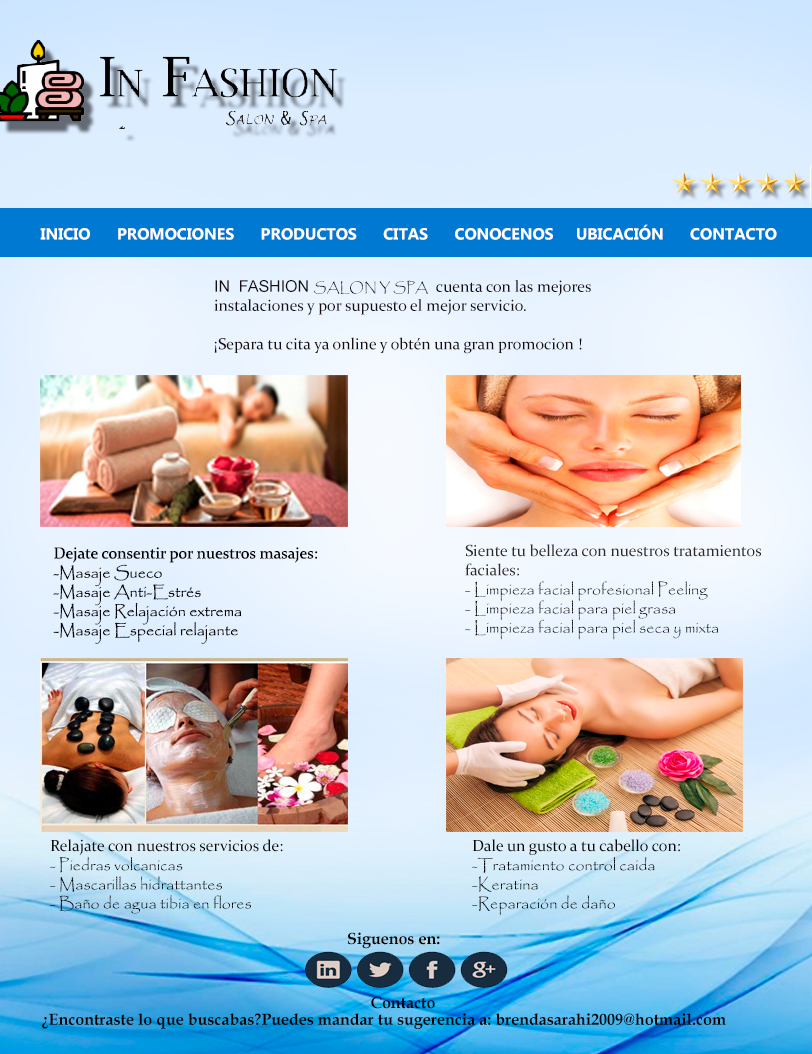 IN FASHION
SALON & SPA
INICIO PROMOCIONES PRODUCTOS CITAS CONOCENOS UBICACIÓN CONTACTO
IN FASHION SALON Y SPA cuenta con las mejores
instalaciones y por supuesto el mejor servicio.
¡Separa tu cita ya online y obtén una gran promocion !
Dejate consentir por nuestros masajes:
-Masaje Sueco
-Masaje Anti-Estrés
-Masaje Relajación extrema
-Masaje Especial relajante
Siente tu belleza con nuestros tratamientos
faciales:
- Limpieza facial profesional Peeling
- Limpieza facial para piel grasa
- Limpieza facial para piel seca y mixta
Relajate con nuestros servicios de:
- Piedras volcanicas
- Mascarillas hidrattantes
- Baño de agua tibia en flores
Dale un gusto a tu cabello con:
-Tratamiento control caida
-Keratina
-Reparación de daño
Siguenos en:
in f g+
Contacto
¿Encontraste lo que buscabas?Puedes mandar tu sugerencia a: brendasarahi2009@hotmail.com